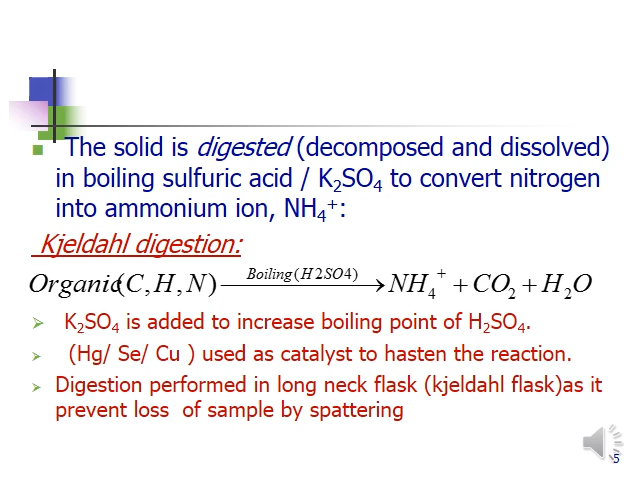 The solid is digested (decomposed and dissolved)
in boiling sulfuric acid / K₂SO₄ to convert nitrogen
into ammonium ion, NH₄⁺:
Kjeldahl digestion:
Organic(C, H, N) Boiling(H2SO4) → NH₄⁺ + CO₂ + H₂O
K₂SO₄ is added to increase boiling point of H₂SO₄.
(Hg/ Se/ Cu ) used as catalyst to hasten the reaction.
Digestion performed in long neck flask (kjeldahl flask)as it
prevent loss of sample by spattering
5